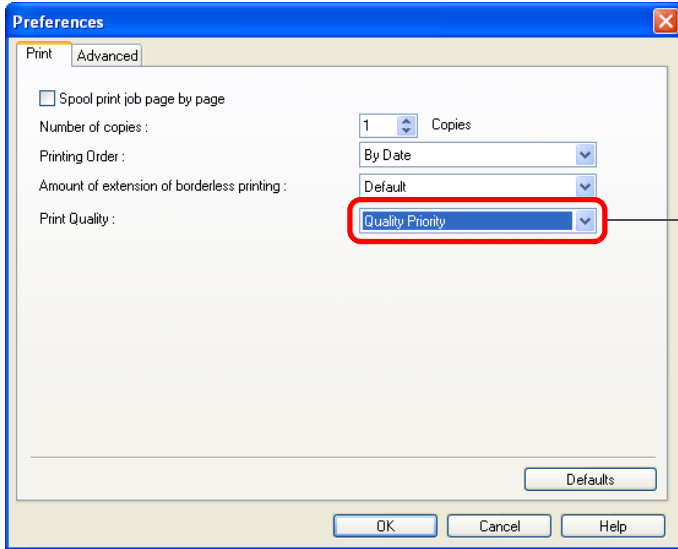 Preferences
Print Advanced
Spool print job page by page
Number of copies : 1 Copies
Printing Order : By Date
Amount of extension of borderless printing : Default
Print Quality : Quality Priority
Defaults
OK Cancel Help